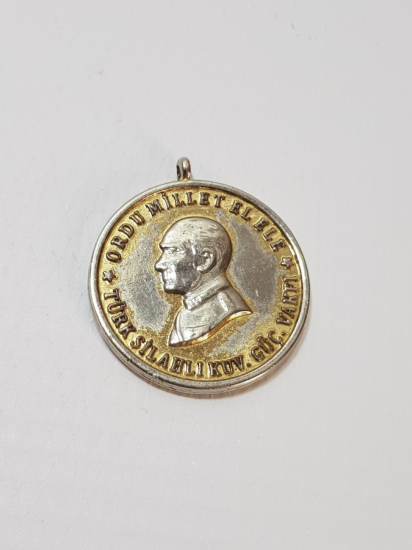 ORDU MİLLET EL ELE
TÜRK SİLAHLI KUV. GÜÇ. VAKFI